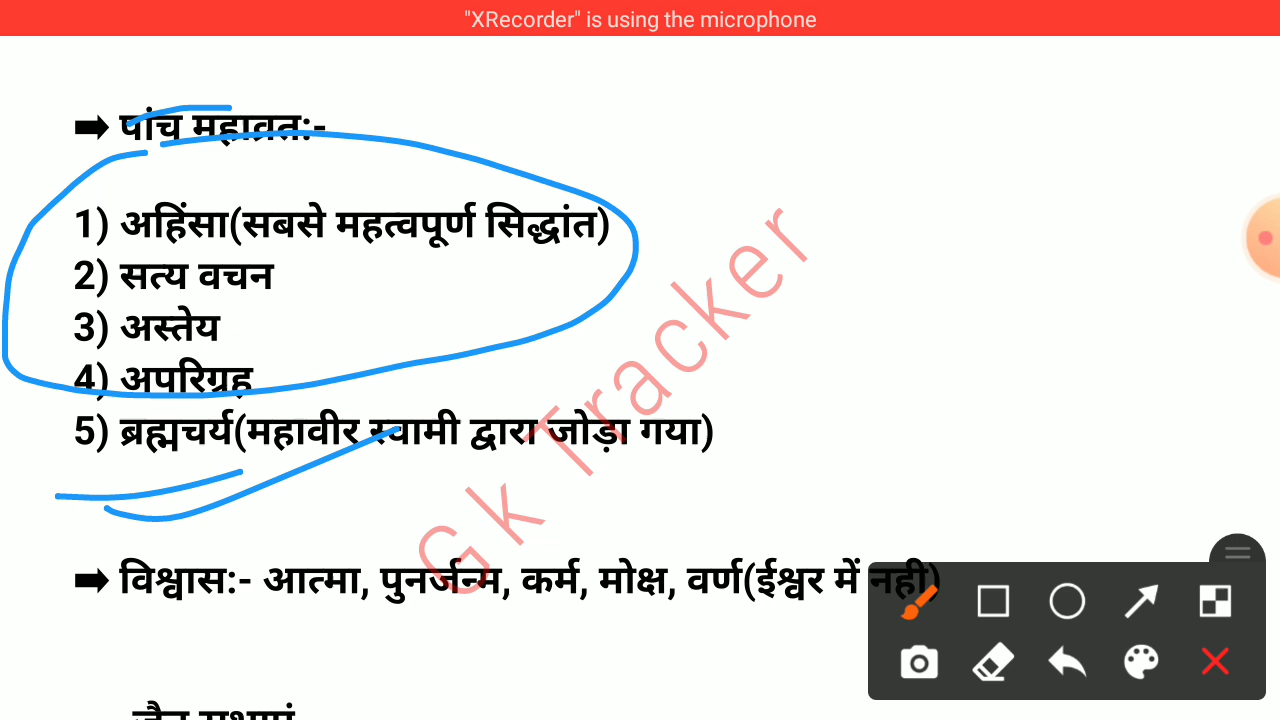 "XRecorder" is using the microphone
➡ पांच महाव्रत:-
1) अहिंसा(सबसे महत्वपूर्ण सिद्धांत)
2) सत्य वचन
3) अस्तेय
4) अपरिग्रह
5) ब्रह्मचर्य(महावीर स्वामी द्वारा जोड़ा गया)
Gk Tracker
➡ विश्वास:- आत्मा, पुनर्जन्म, कर्म, मोक्ष, वर्ण(ईश्वर में नही)